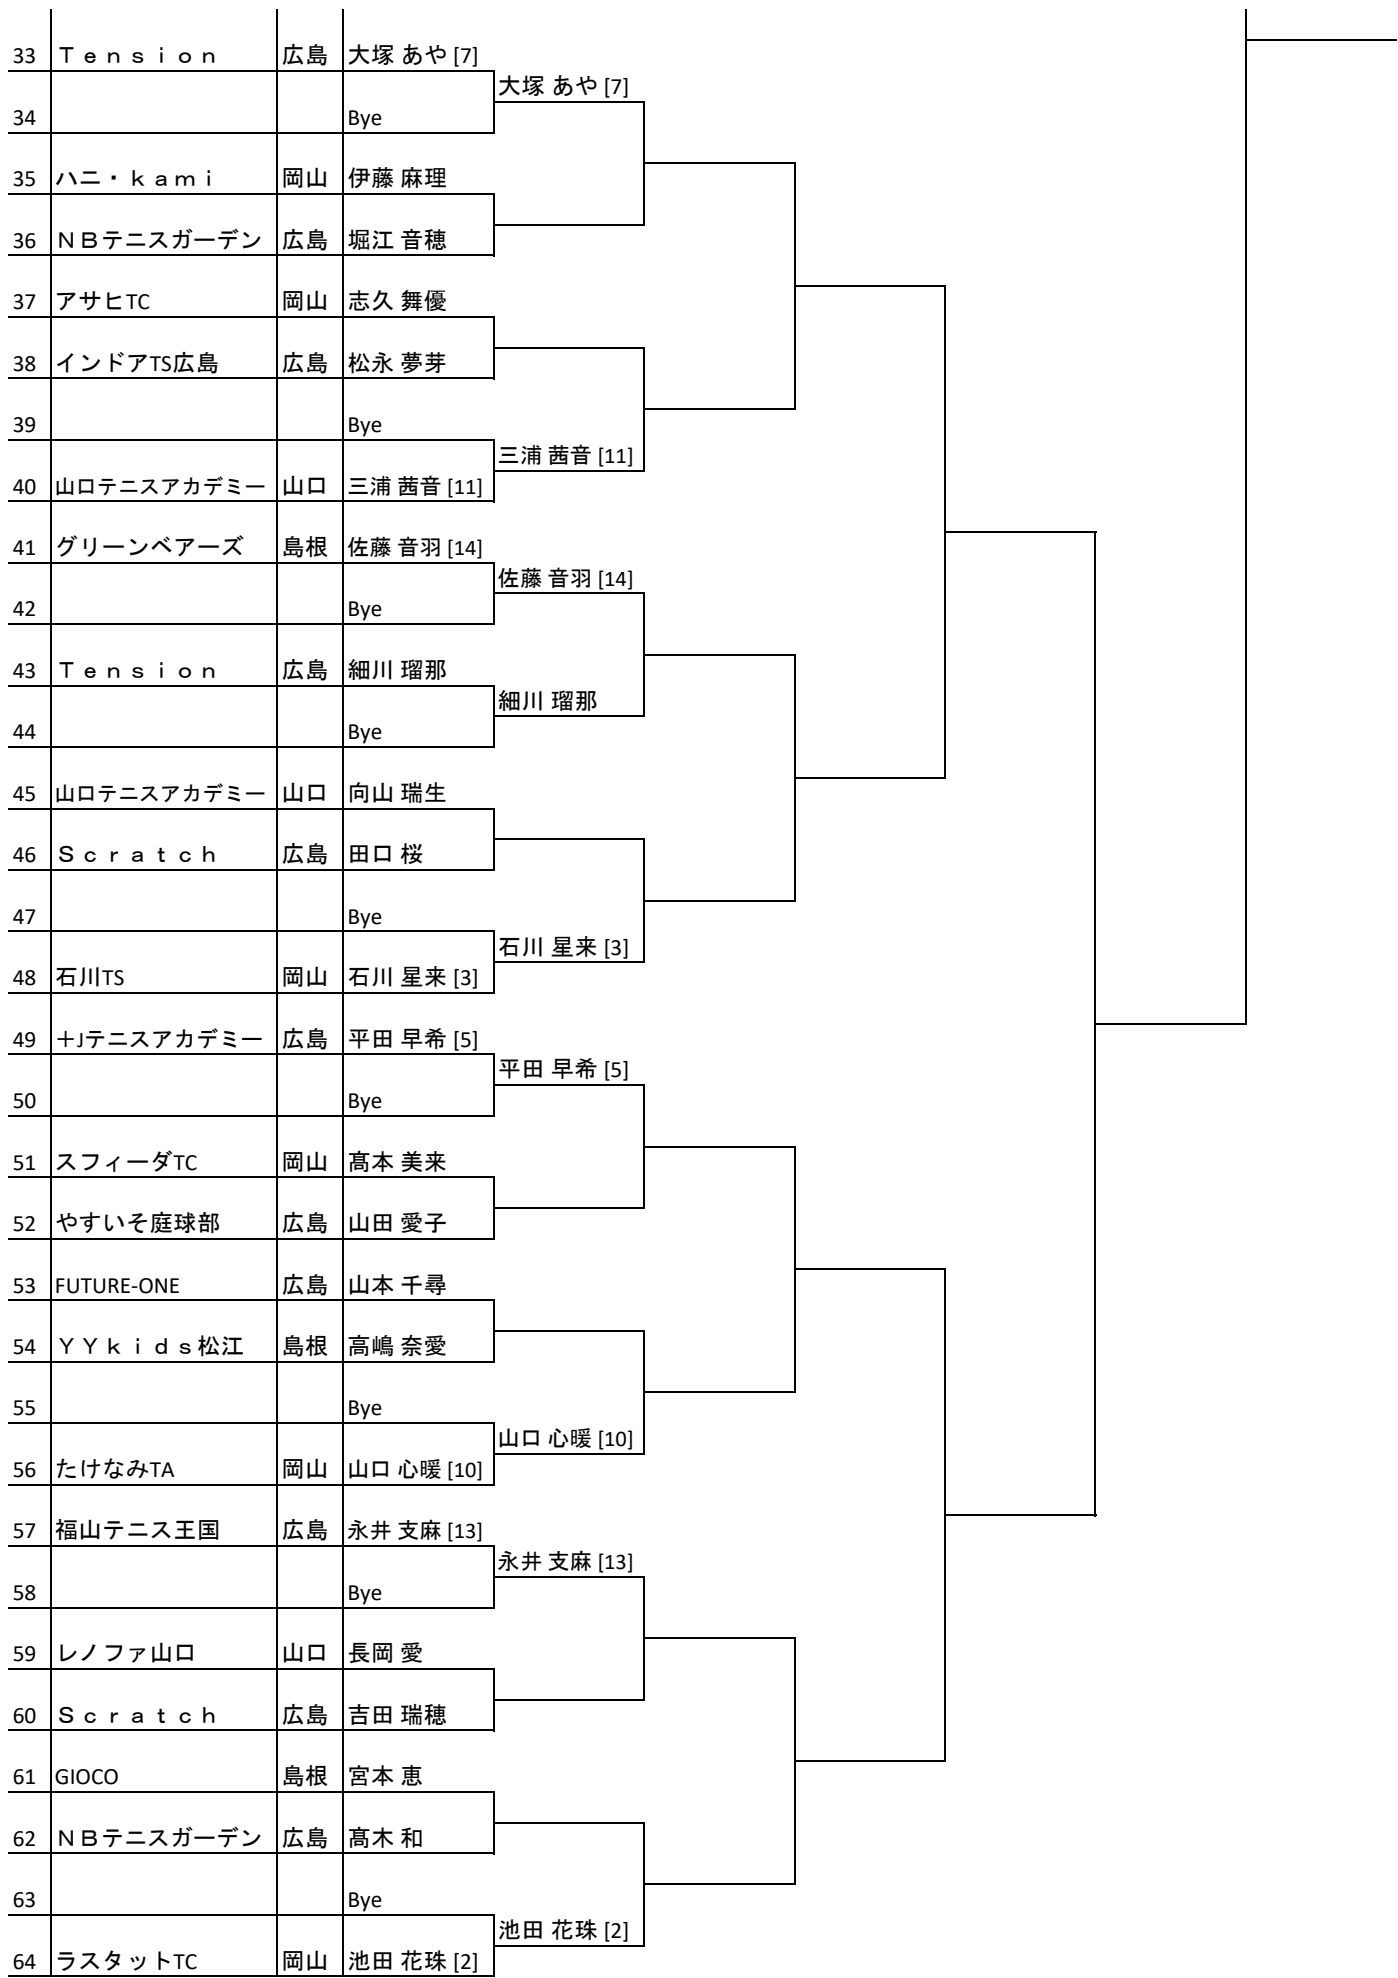 33 Ｔｅｎｓｉｏｎ 広島 大塚 あや [7]
大塚 あや [7]
34 Bye
35 ハニ・ｋａｍｉ 岡山 伊藤 麻理
36 ＮＢテニスガーデン 広島 堀江 音穂
37 アサヒTC 岡山 志久 舞優
38 インドアTS広島 広島 松永 夢芽
39 Bye
三浦 茜音 [11]
40 山口テニスアカデミー 山口 三浦 茜音 [11]
41 グリーンベアーズ 島根 佐藤 音羽 [14]
佐藤 音羽 [14]
42 Bye
43 Ｔｅｎｓｉｏｎ 広島 細川 瑠那
細川 瑠那
44 Bye
45 山口テニスアカデミー 山口 向山 瑞生
46 Ｓｃｒａｔｃｈ 広島 田口 桜
47 Bye
石川 星来 [3]
48 石川TS 岡山 石川 星来 [3]
49 ＋Jテニスアカデミー 広島 平田 早希 [5]
平田 早希 [5]
50 Bye
51 スフィーダTC 岡山 髙本 美来
52 やすいそ庭球部 広島 山田 愛子
53 FUTURE-ONE 広島 山本 千尋
54 ＹＹｋｉｄｓ松江 島根 高嶋 奈愛
55 Bye
山口 心暖 [10]
56 たけなみTA 岡山 山口 心暖 [10]
57 福山テニス王国 広島 永井 支麻 [13]
永井 支麻 [13]
58 Bye
59 レノファ山口 山口 長岡 愛
60 Ｓｃｒａｔｃｈ 広島 吉田 瑞穂
61 GIOCO 島根 宮本 恵
62 ＮＢテニスガーデン 広島 髙木 和
63 Bye
池田 花珠 [2]
64 ラスタットTC 岡山 池田 花珠 [2]